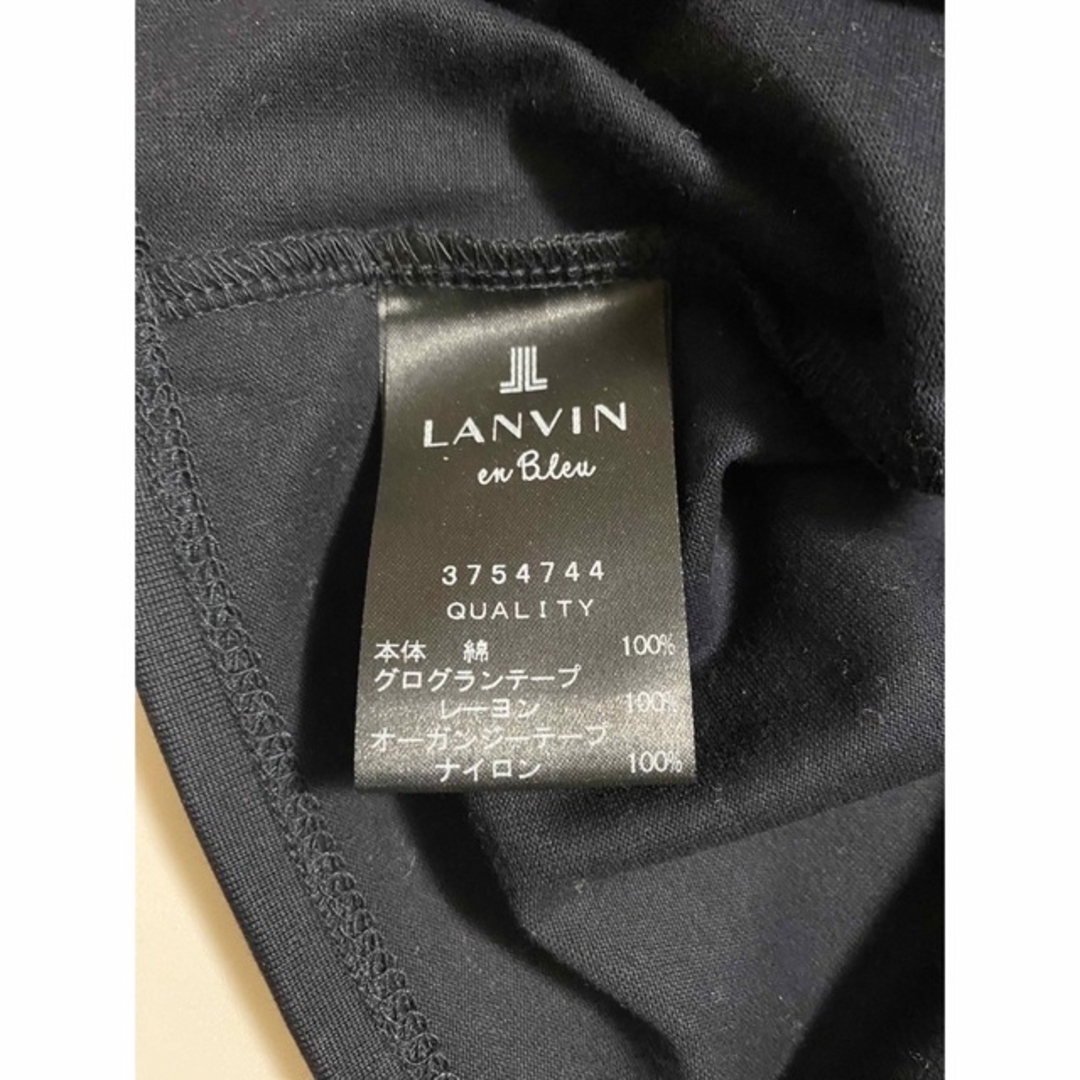 LANVIN
en Bleu
3754744
QUALITY
本体 綿 100%
グログランテープ
レーヨン 100%
オーガンジーテープ
ナイロン 100%